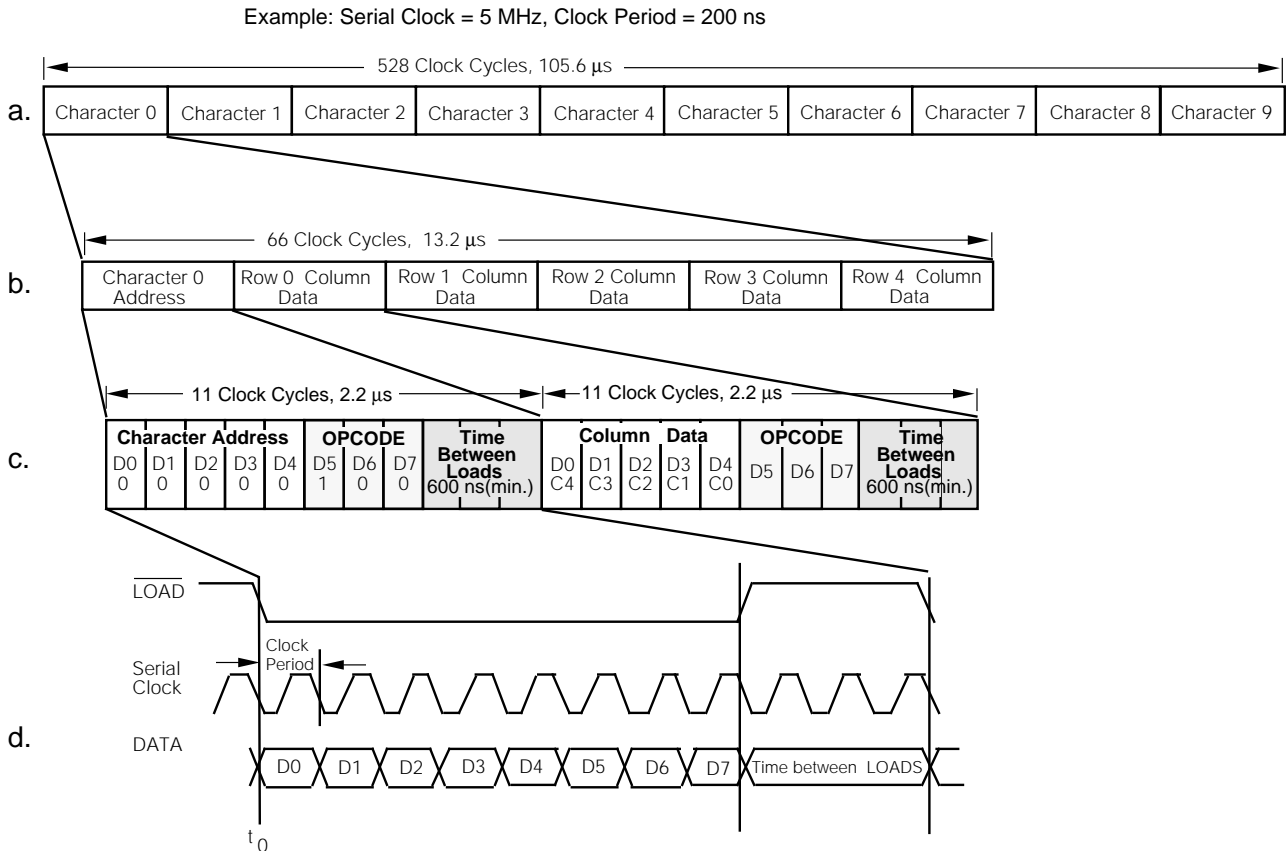 Example: Serial Clock = 5 MHz, Clock Period = 200 ns
528 Clock Cycles, 105.6 μs
a.
Character 0 Character 1 Character 2 Character 3 Character 4 Character 5 Character 6 Character 7 Character 8 Character 9
66 Clock Cycles, 13.2 μs
b.
Character 0 Row 0 Column Row 1 Column Row 2 Column Row 3 Column Row 4 Column
Address Data Data Data Data Data
11 Clock Cycles, 2.2 μs 11 Clock Cycles, 2.2 μs
c.
Character Address OPCODE Time Between Loads 600 ns(min.) Column Data OPCODE Time Between Loads 600 ns(min.)
D0 D1 D2 D3 D4 D5 D6 D7 D0 D1 D2 D3 D4 D5 D6 D7
0 0 0 0 0 1 0 0 C4 C3 C2 C1 C0
LOAD
Clock
Period
Serial
Clock
d.
DATA
D0 D1 D2 D3 D4 D5 D6 D7 Time between LOADS
t0